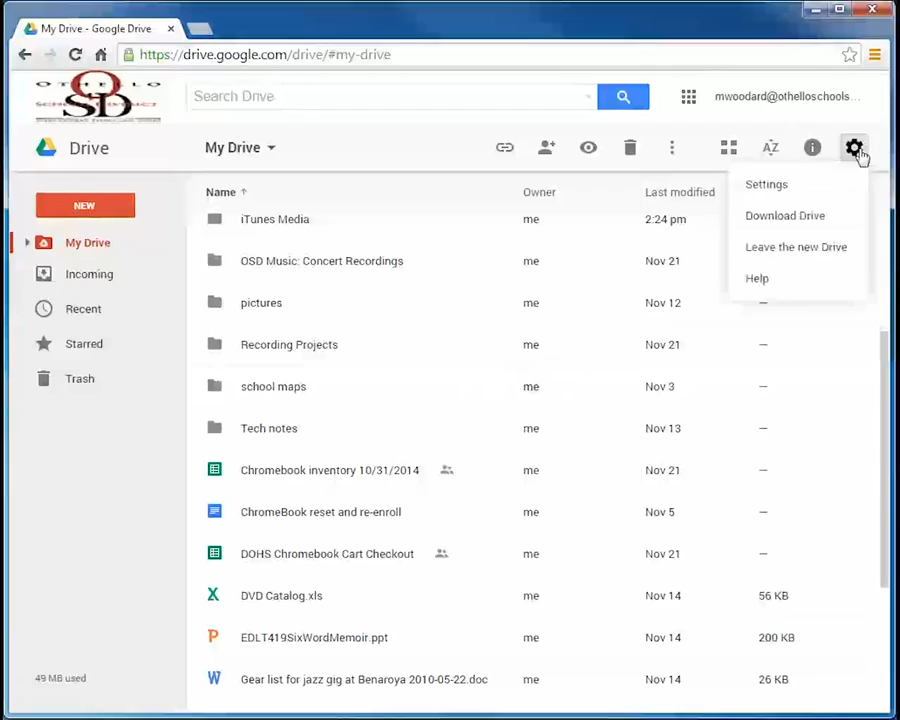 My Drive - Google Drive
https://drive.google.com/drive/#my-drive
OTHELLO
OSD
Search Drive
mwoodard@othelloschools...
Drive
My Drive
AZ
Settings
Download Drive
Leave the new Drive
Help
NEW
My Drive
Incoming
Recent
Starred
Trash
49 MB used
Name Owner Last modified
iTunes Media me 2:24 pm
OSD Music: Concert Recordings me Nov 21
pictures me Nov 12 —
Recording Projects me Nov 21 —
school maps me Nov 3 —
Tech notes me Nov 13 —
Chromebook inventory 10/31/2014 me Nov 21 —
ChromeBook reset and re-enroll me Nov 5 —
DOHS Chromebook Cart Checkout me Nov 21 —
X DVD Catalog.xls me Nov 14 56 KB
P EDLT419SixWordMemoir.ppt me Nov 14 200 KB
W Gear list for jazz gig at Benaroya 2010-05-22.doc me Nov 14 26 KB